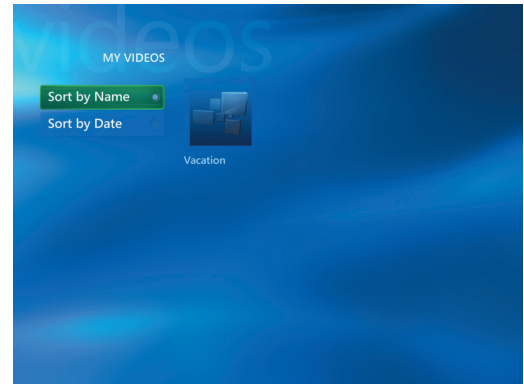 videos
MY VIDEOS
Sort by Name
Sort by Date
Vacation